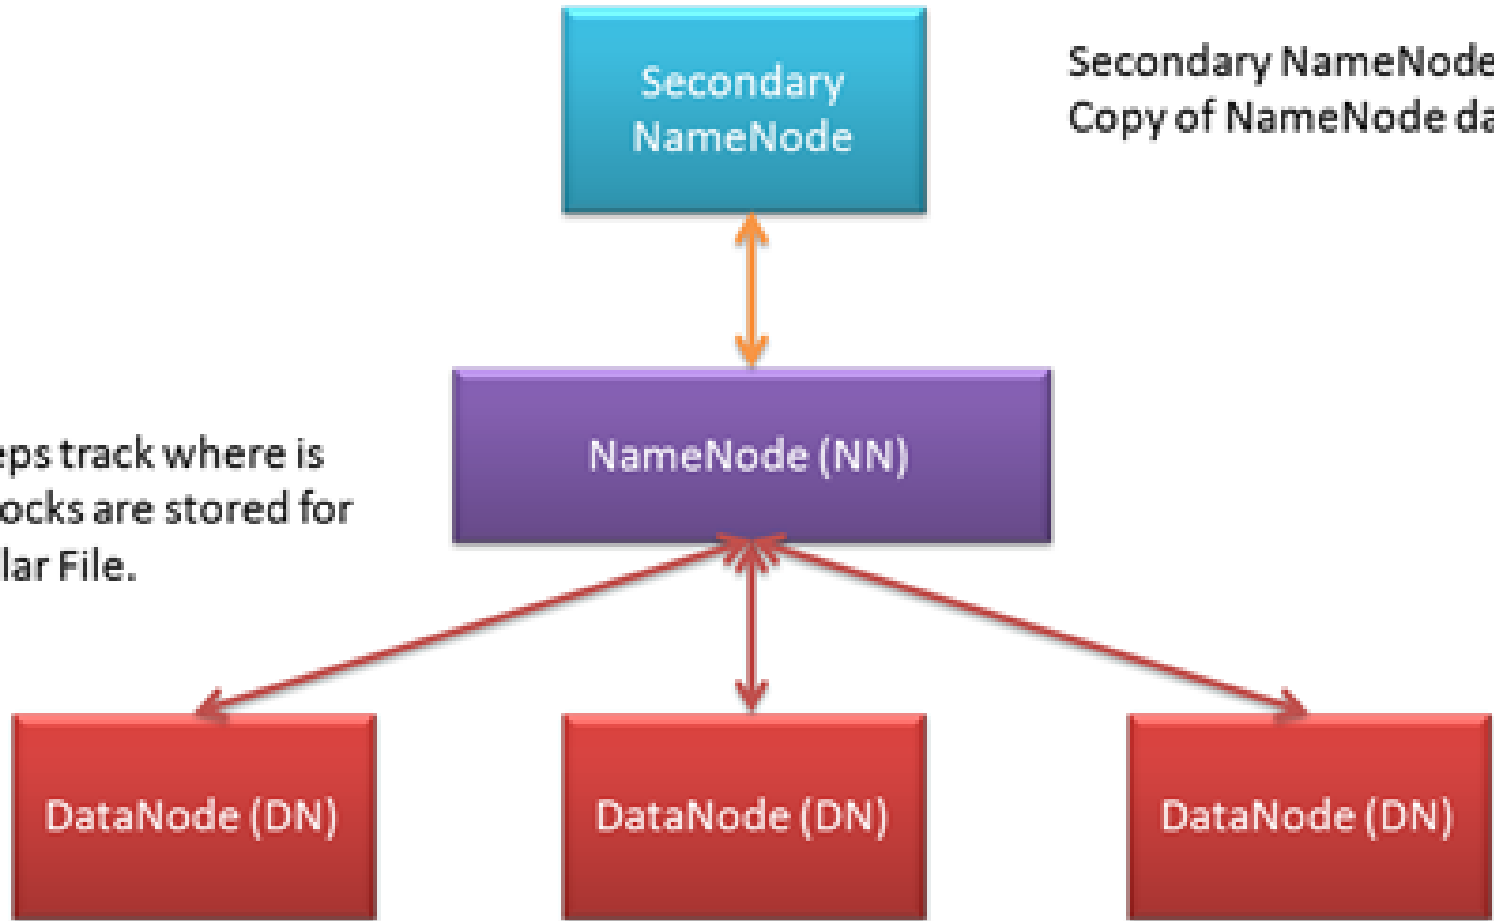 Secondary
NameNode
Secondary NameNode
Copy of NameNode da
eps track where is
ocks are stored for
lar File.
NameNode (NN)
DataNode (DN)
DataNode (DN)
DataNode (DN)